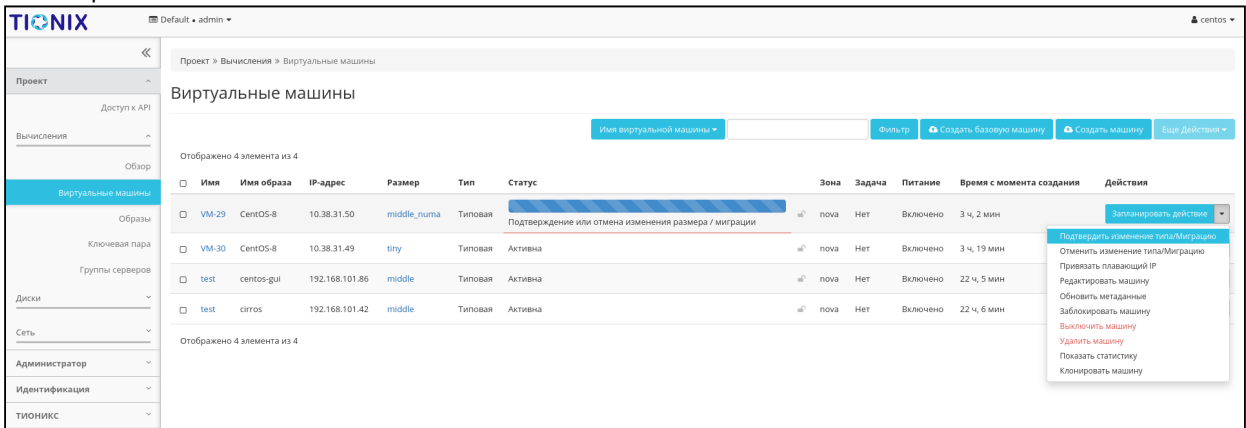 TIONIX
Default • admin
centos
Проект
Доступ к API
Вычисления
Обзор
Виртуальные машины
Образы
Ключевая пара
Группы серверов
Диски
Сеть
Администратор
Идентификация
ТИОНИКС
Проект » Вычисления » Виртуальные машины
Виртуальные машины
Имя виртуальной машины Фильтр Создать базовую машину Создать машину Еще Действия
Отображено 4 элемента из 4
Имя Имя образа IP-адрес Размер Тип Статус Зона Задача Питание Время с момента создания Действия
VM-29 CentOS-8 10.38.31.50 middle_numa Типовая Подтверждение или отмена изменения размера / миграции nova Нет Включено 3 ч, 2 мин Запланировать действие
VM-30 CentOS-8 10.38.31.49 tiny Типовая Активна nova Нет Включено 3 ч, 19 мин
test centos-gui 192.168.101.86 middle Типовая Активна nova Нет Включено 22 ч, 5 мин
test cirros 192.168.101.42 middle Типовая Активна nova Нет Включено 22 ч, 6 мин
Отображено 4 элемента из 4
Подтвердить изменение типа/Миграцию
Отменить изменение типа/Миграцию
Привязать плавающий IP
Редактировать машину
Обновить метаданные
Заблокировать машину
Выключить машину
Удалить машину
Показать статистику
Клонировать машину